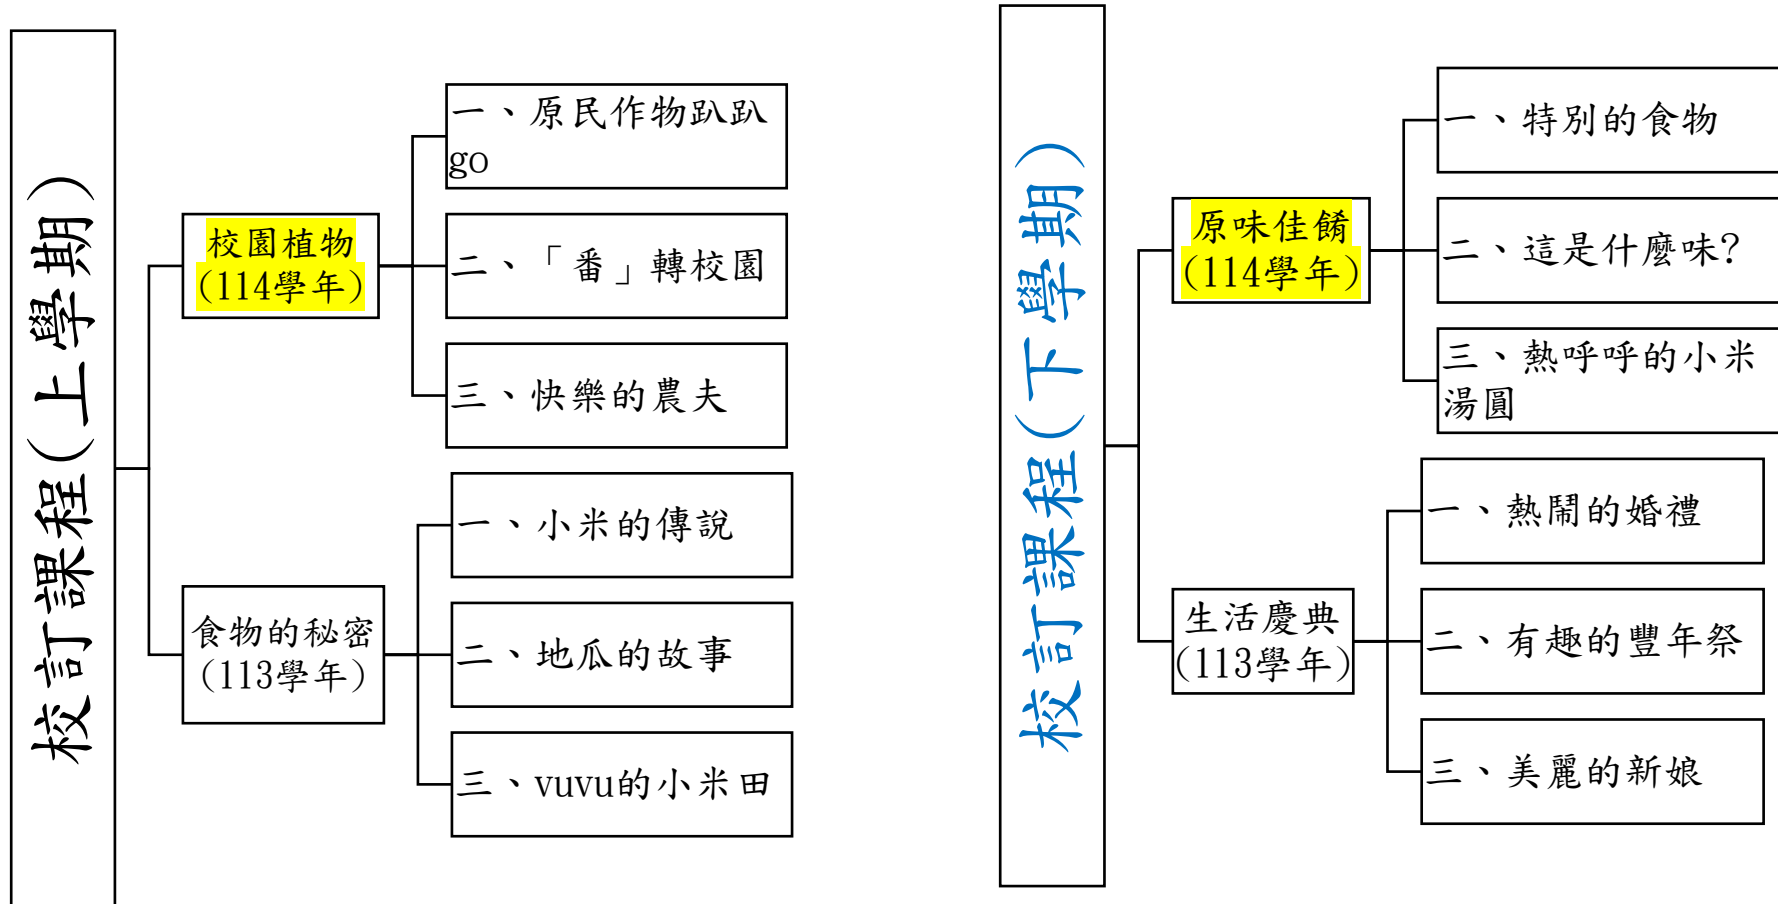 校訂課程(上學期)
校園植物
(114學年)
一、原民作物趴趴
go
二、「番」轉校園
三、快樂的農夫
食物的秘密
(113學年)
一、小米的傳說
二、地瓜的故事
三、vuvu的小米田
校訂課程(下學期)
原味佳餚
(114學年)
一、特別的食物
二、這是什麼味?
三、熱呼呼的小米
湯圓
生活慶典
(113學年)
一、熱鬧的婚禮
二、有趣的豐年祭
三、美麗的新娘